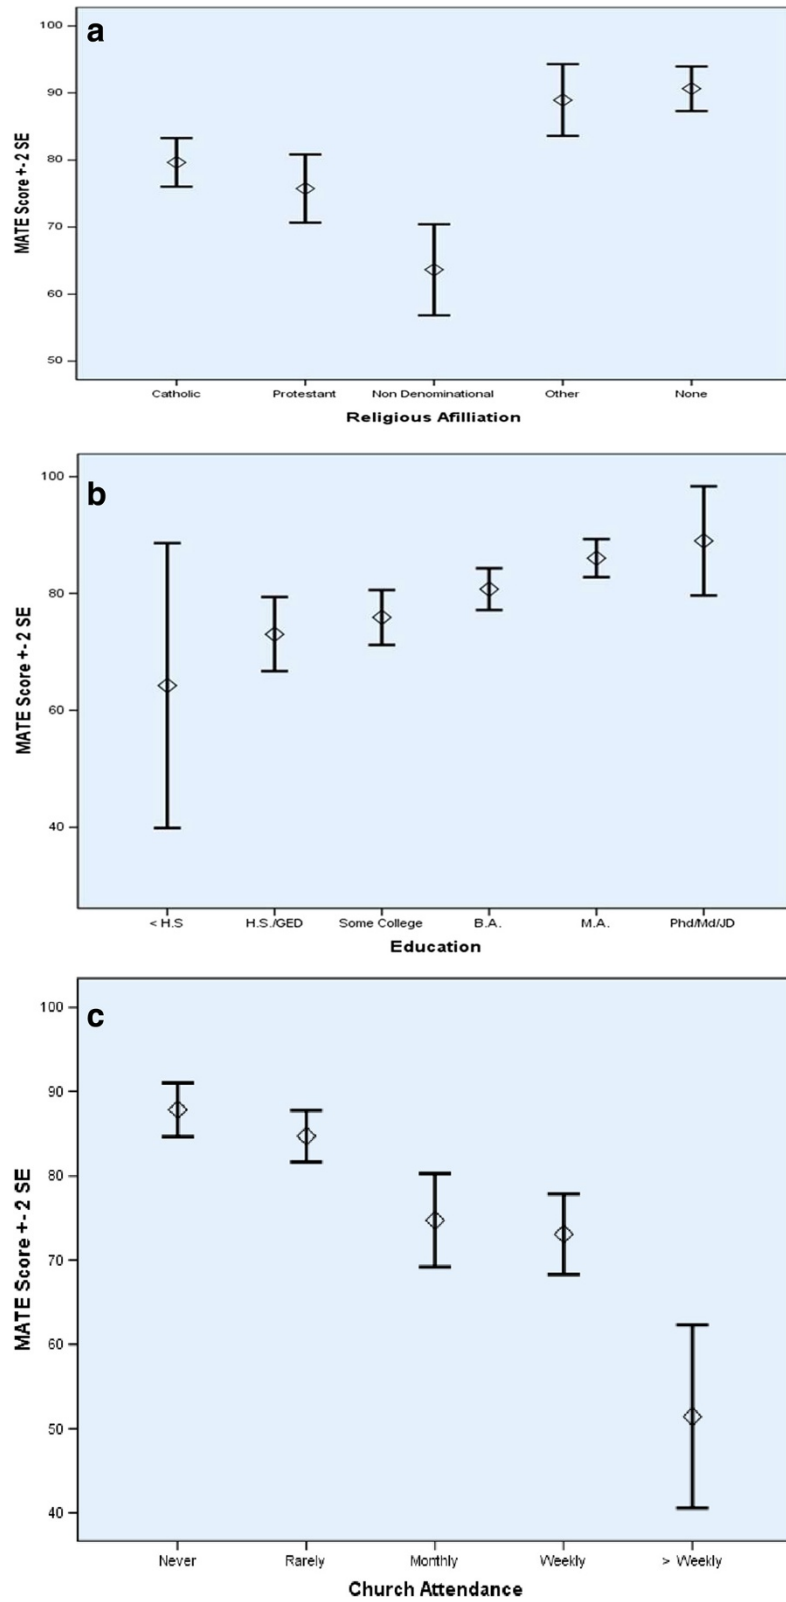 a
MATE Score +-2 SE
100
90
80
70
60
50
Catholic Protestant Non Denominational Other None
Religious Afilliation
b
MATE Score +-2 SE
100
80
60
40
< H.S H.S./GED Some College B.A. M.A. Phd/Md/JD
Education
c
MATE Score +- 2 SE
100
90
80
70
60
50
40
Never Rarely Monthly Weekly > Weekly
Church Attendance